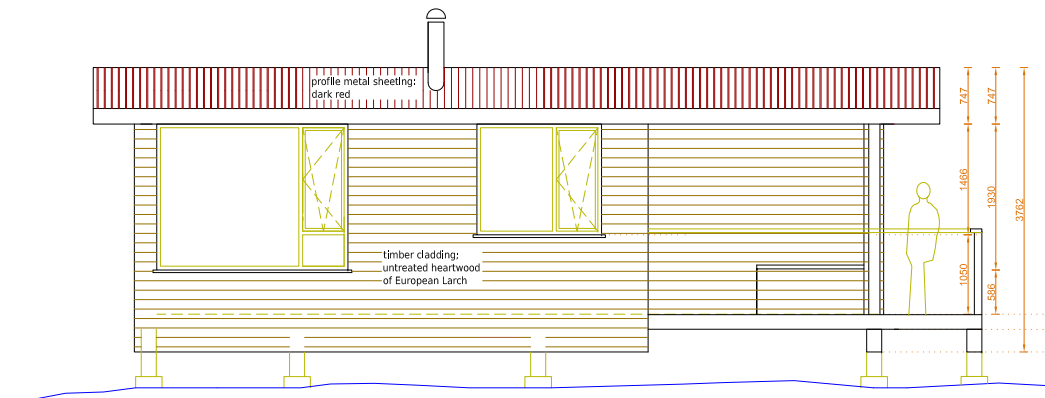 profile metal sheeting:
dark red
747
747
1466
1930
3762
timber cladding;
untreated heartwood
of European Larch
1050
586